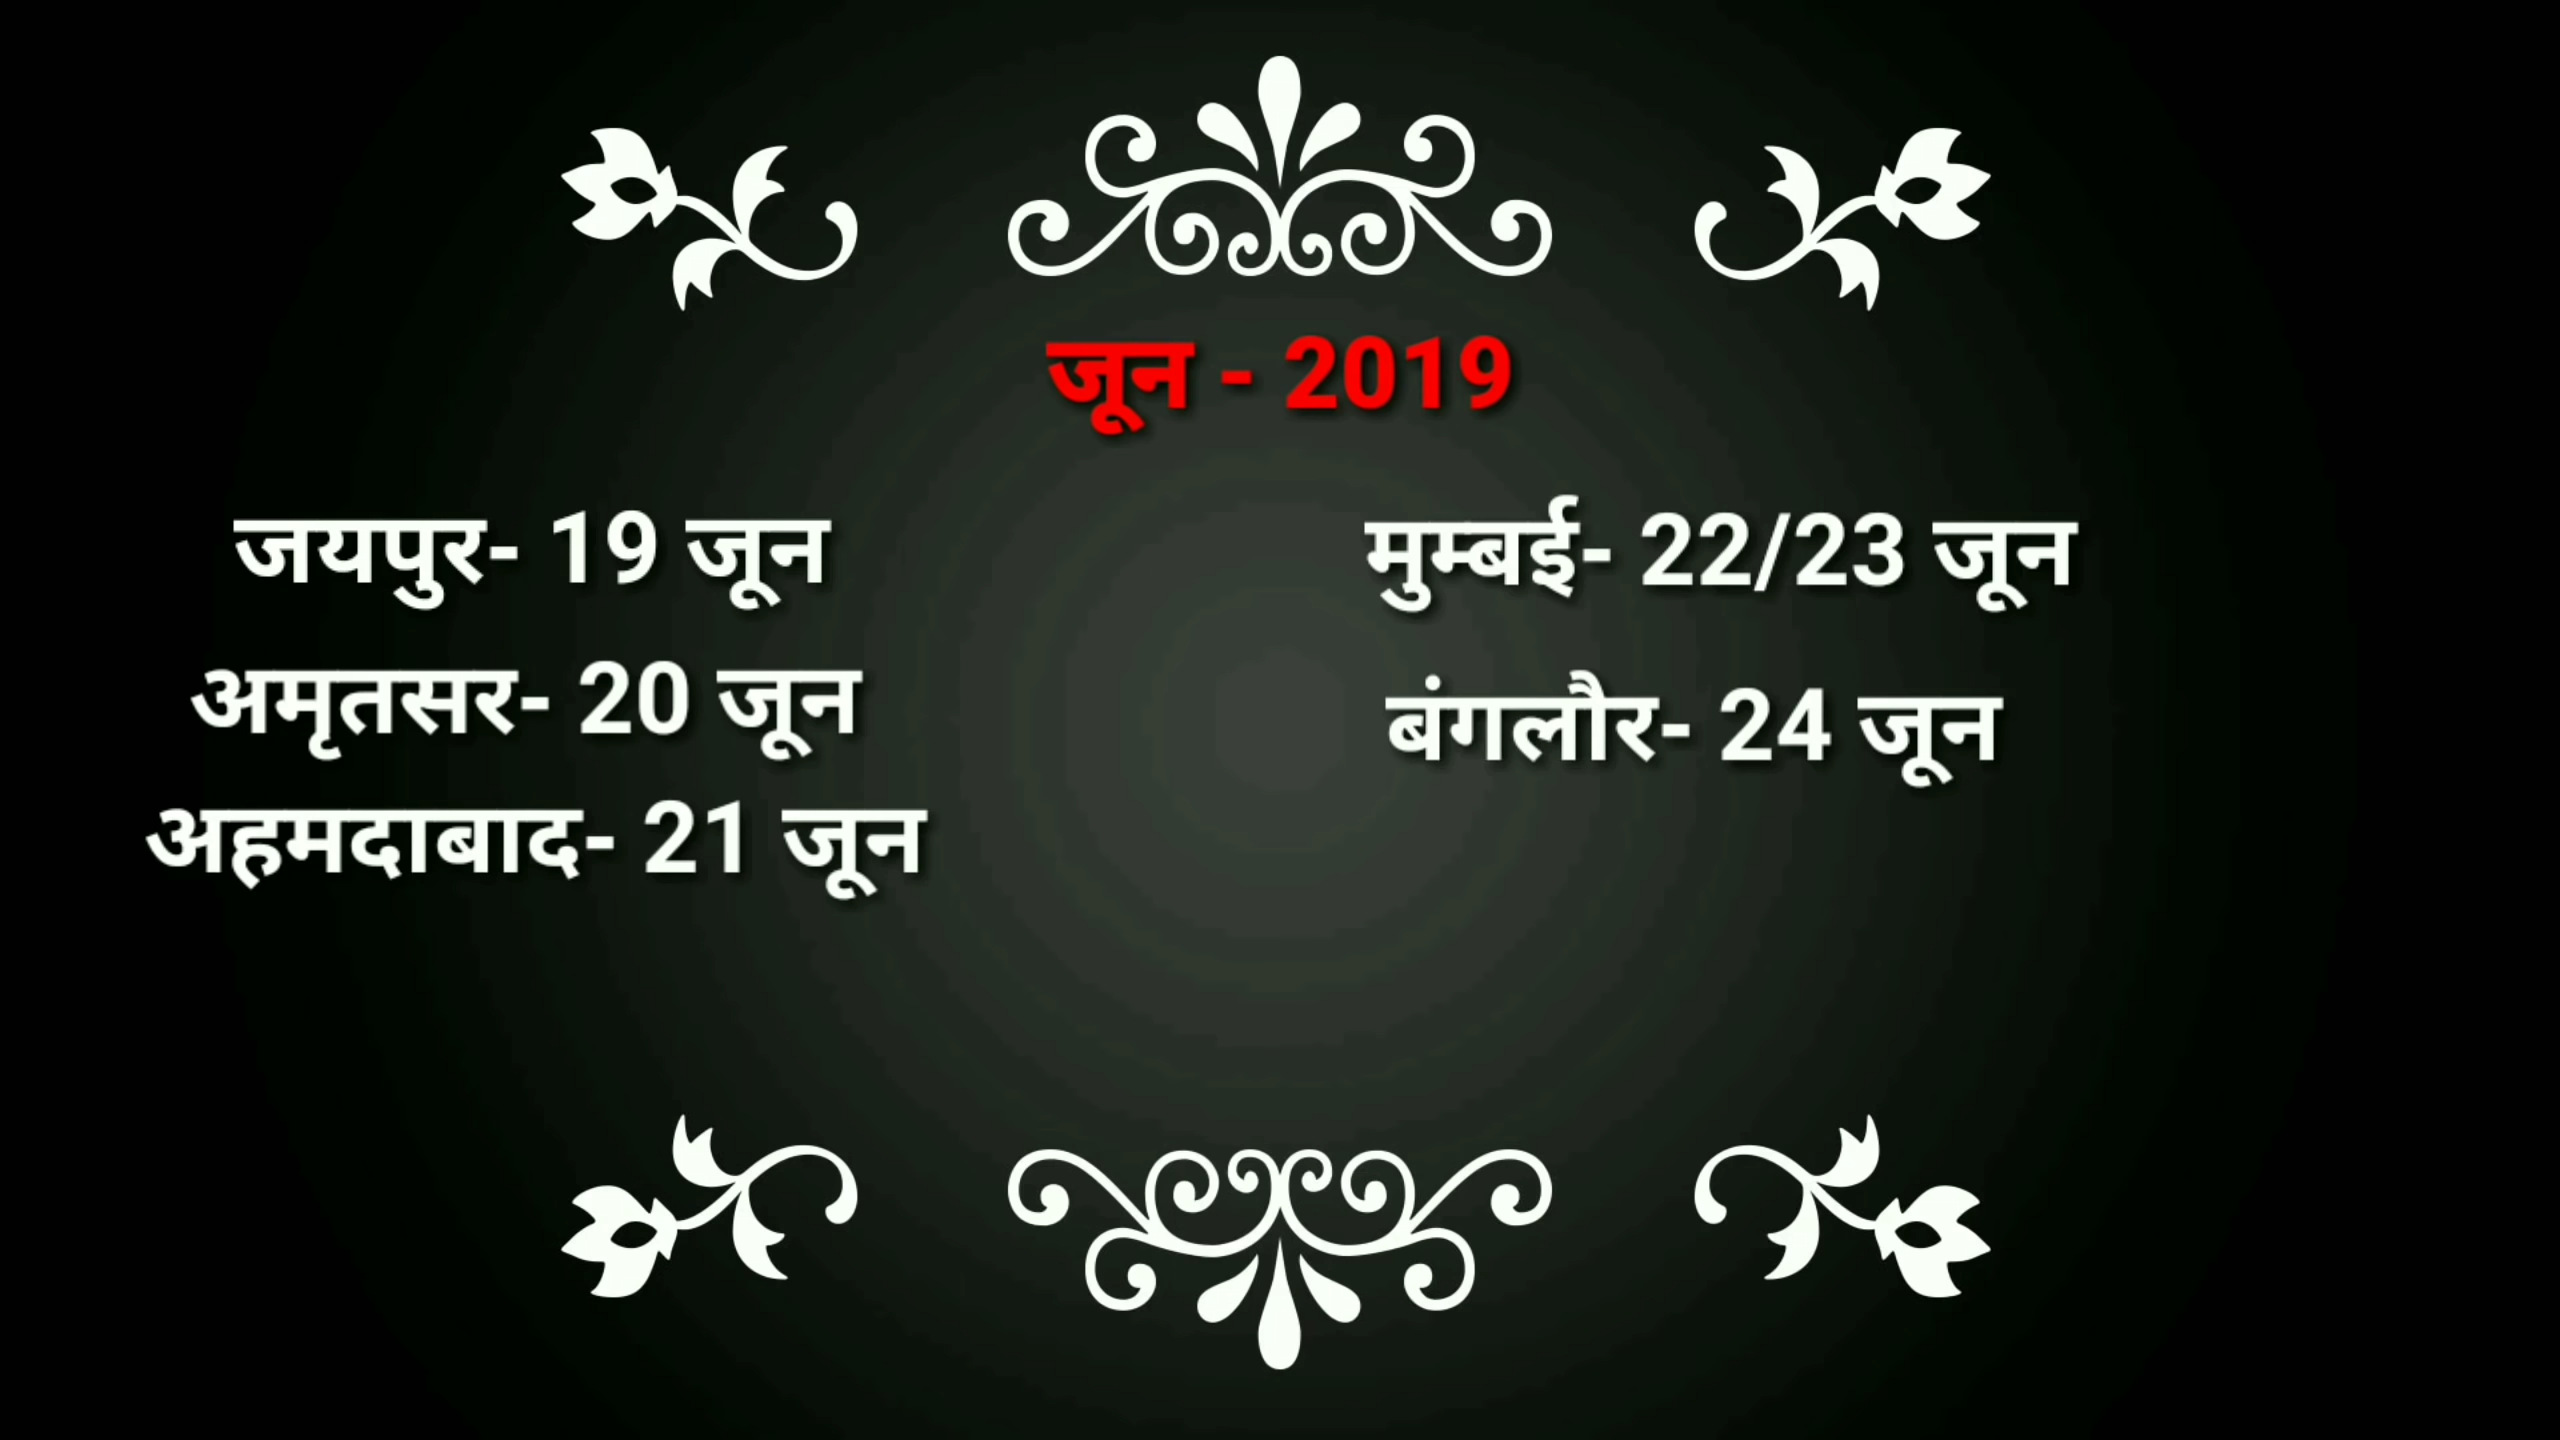 जून - 2019
जयपुर- 19 जून
अमृतसर- 20 जून
अहमदाबाद- 21 जून
मुम्बई- 22/23 जून
बंगलौर- 24 जून